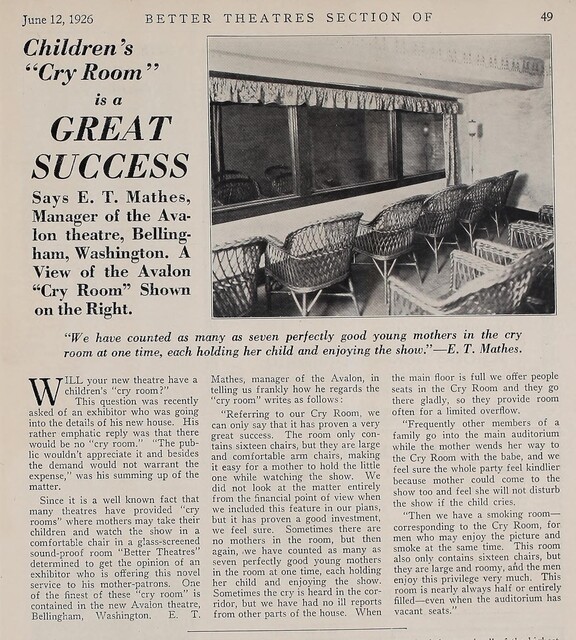 June 12, 1926
BETTER THEATRES SECTION OF
49
Children's
"Cry Room"
is a
GREAT
SUCCESS
Says E. T. Mathes,
Manager of the Ava-
lon theatre, Belling-
ham, Washington. A
View of the Avalon
"Cry Room" Shown
on the Right.
"We have counted as many as seven perfectly good young mothers in the cry
room at one time, each holding her child and enjoying the show."—E. T. Mathes.
WILL your new theatre have a
children's "cry room?"
This question was recently
asked of an exhibitor who was going
into the details of his new house. His
rather emphatic reply was that there
would be no "cry room." "The pub-
lic wouldn't appreciate it and besides
the demand would not warrant the
expense," was his summing up of the
matter.
Since it is a well known fact that
many theatres have provided "cry
rooms" where mothers may take their
children and watch the show in a
comfortable chair in a glass-screened
sound-proof room "Better Theatres"
determined to get the opinion of an
exhibitor who is offering this novel
service to his mother-patrons. One
of the finest of these "cry room" is
contained in the new Avalon theatre,
Bellingham, Washington. E. T.
Mathes, manager of the Avalon, in
telling us frankly how he regards the
"cry room" writes as follows:
"Referring to our Cry Room, we
can only say that it has proven a very
great success. The room only con-
tains sixteen chairs, but they are large
and comfortable arm chairs, making
it easy for a mother to hold the little
one while watching the show. We
did not look at the matter entirely
from the financial point of view when
we included this feature in our plans,
but it has proven a good investment,
we feel sure. Sometimes there are
no mothers in the room, but then
again, we have counted as many as
seven perfectly good young mothers
in the room at one time, each holding
her child and enjoying the show.
Sometimes the cry is heard in the cor-
ridor, but we have had no ill reports
from other parts of the house. When
the main floor is full we offer people
seats in the Cry Room and they go
there gladly, so they provide room
often for a limited overflow.
"Frequently other members of a
family go into the main auditorium
while the mother wends her way to
the Cry Room with the babe, and we
feel sure the whole party feel kindlier
because mother could come to the
show too and feel she will not disturb
the show if the child cries.
"Then we have a smoking room—
corresponding to the Cry Room, for
men who may enjoy the picture and
smoke at the same time. This room
also only contains sixteen chairs, but
they are large and roomy, and the men
enjoy this privilege very much. This
room is nearly always half or entirely
filled—even when the auditorium has
vacant seats."